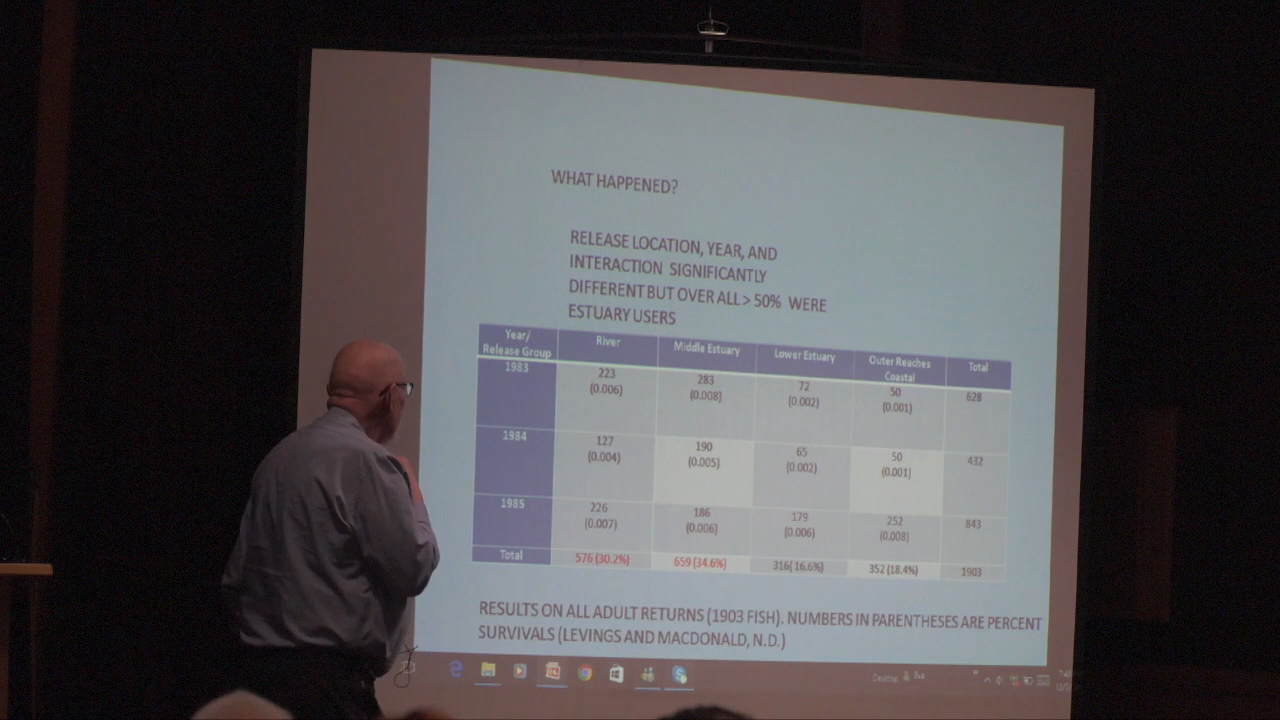 WHAT HAPPENED?
RELEASE LOCATION, YEAR, AND
INTERACTION SIGNIFICANTLY
DIFFERENT BUT OVER ALL > 50% WERE
ESTUARY USERS
Year/ Release Group River Middle Estuary Lower Estuary Outer Reaches Coastal Total
1983 223 283 72 50 628
(0.006) (0.008) (0.002) (0.001)
1984 127 190 65 50 432
(0.004) (0.005) (0.002) (0.001)
1985 226 186 179 252 843
(0.007) (0.006) (0.006) (0.008)
Total 576 (30.2%) 659 (34.6%) 316( 16.6%) 352 (18.4%) 1903
RESULTS ON ALL ADULT RETURNS (1903 FISH). NUMBERS IN PARENTHESES ARE PERCENT
SURVIVALS (LEVINGS AND MACDONALD, N.D.)
Desktop